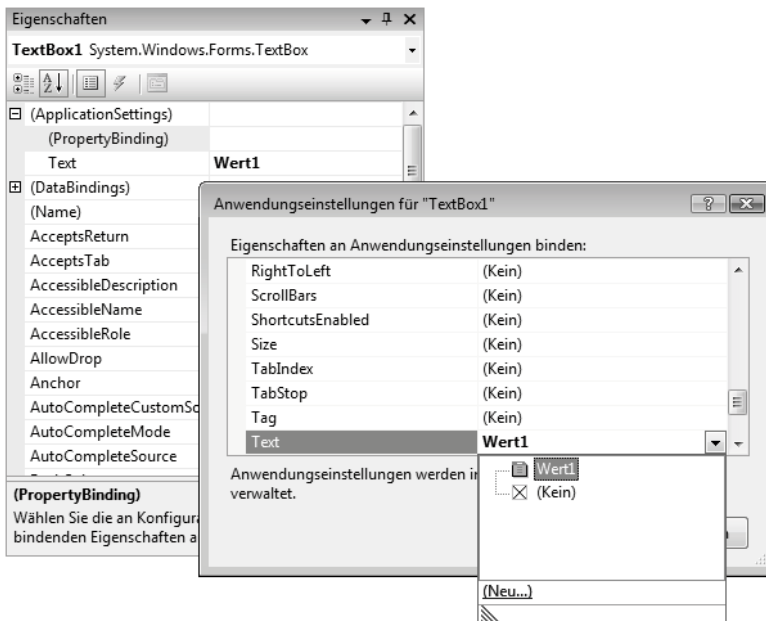 Eigenschaften
TextBox1 System.Windows.Forms.TextBox
(ApplicationSettings)
(PropertyBinding)
Text Wert1
(DataBindings)
(Name)
AcceptsReturn
AcceptsTab
AccessibleDescription
AccessibleName
AccessibleRole
AllowDrop
Anchor
AutoCompleteCustomSo
AutoCompleteMode
AutoCompleteSource
(PropertyBinding)
Wählen Sie die an Konfigura
bindenden Eigenschaften a
Anwendungseinstellungen für "TextBox1"
Eigenschaften an Anwendungseinstellungen binden:
RightToLeft (Kein)
ScrollBars (Kein)
ShortcutsEnabled (Kein)
Size (Kein)
TabIndex (Kein)
TabStop (Kein)
Tag (Kein)
Text Wert1
Anwendungseinstellungen werden in
verwaltet.
Wert1
(Kein)
(Neu...)